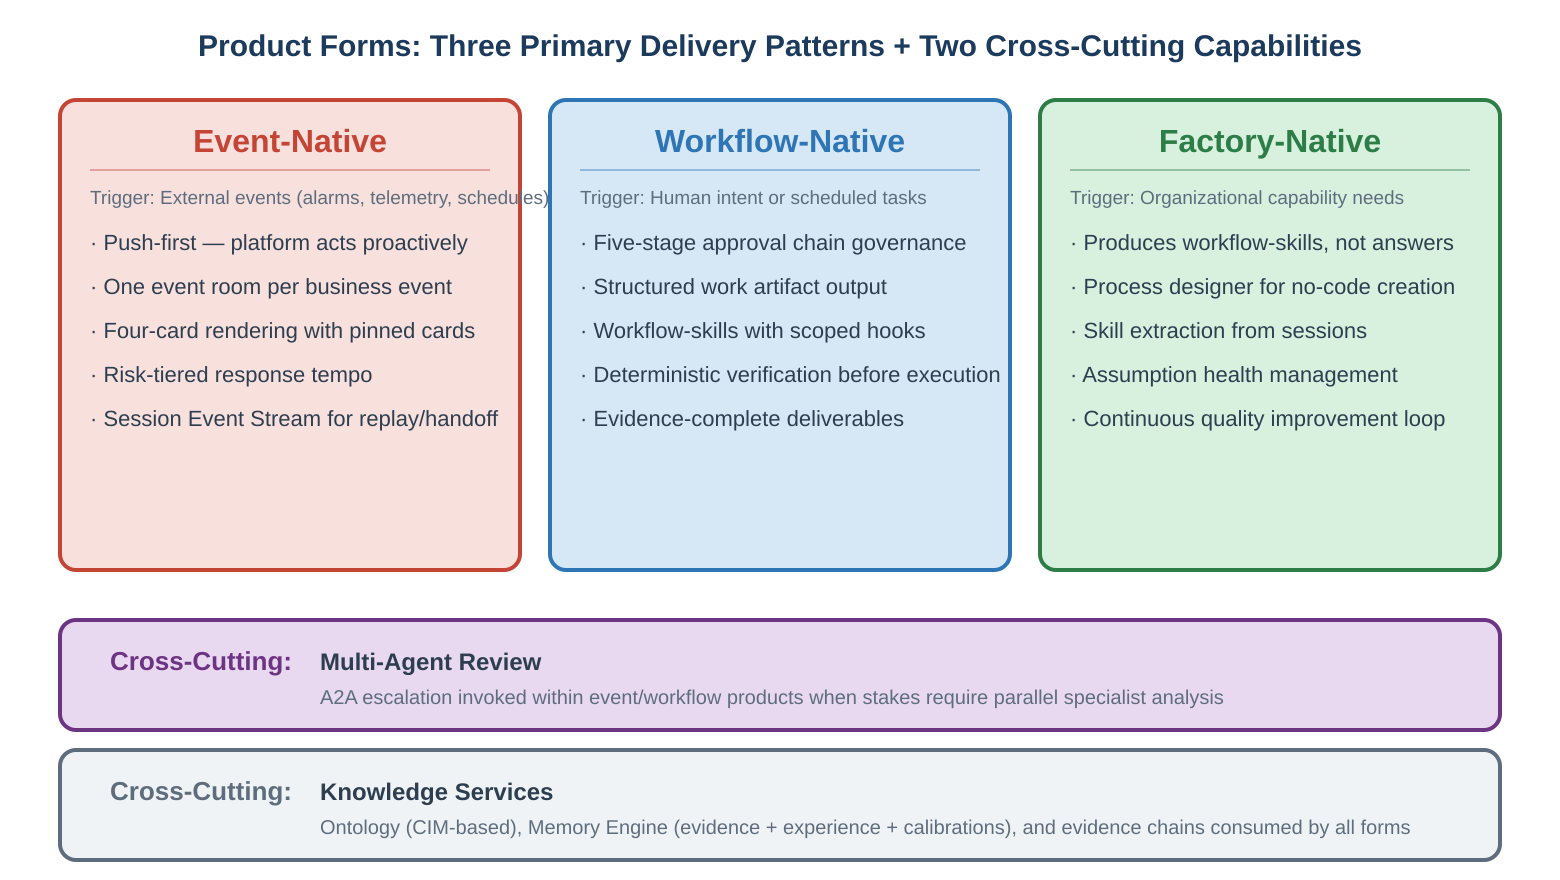 Product Forms: Three Primary Delivery Patterns + Two Cross-Cutting Capabilities
Event-Native
Trigger: External events (alarms, telemetry, schedules)
· Push-first — platform acts proactively
· One event room per business event
· Four-card rendering with pinned cards
· Risk-tiered response tempo
· Session Event Stream for replay/handoff
Workflow-Native
Trigger: Human intent or scheduled tasks
· Five-stage approval chain governance
· Structured work artifact output
· Workflow-skills with scoped hooks
· Deterministic verification before execution
· Evidence-complete deliverables
Factory-Native
Trigger: Organizational capability needs
· Produces workflow-skills, not answers
· Process designer for no-code creation
· Skill extraction from sessions
· Assumption health management
· Continuous quality improvement loop
Cross-Cutting: Multi-Agent Review
A2A escalation invoked within event/workflow products when stakes require parallel specialist analysis
Cross-Cutting: Knowledge Services
Ontology (CIM-based), Memory Engine (evidence + experience + calibrations), and evidence chains consumed by all forms